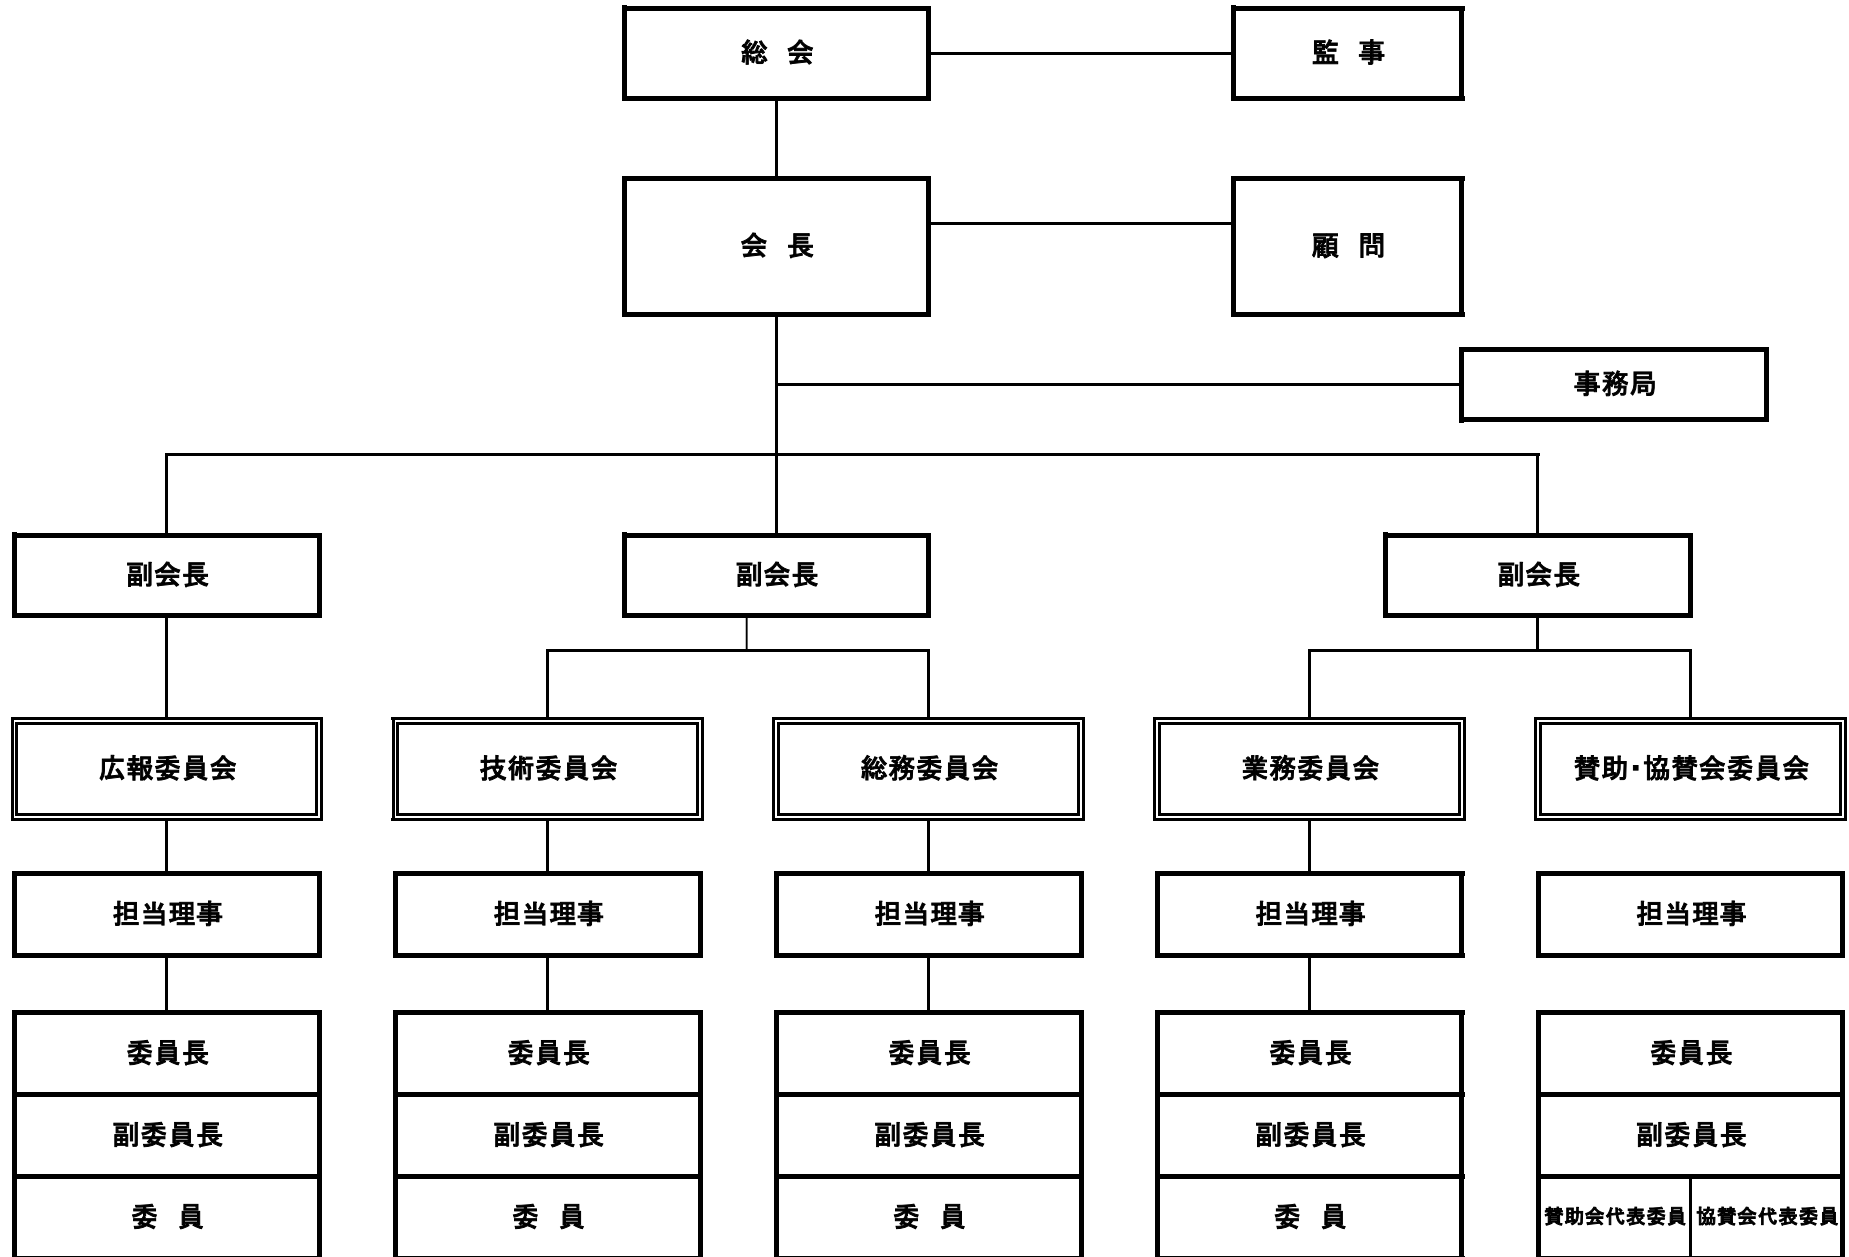 総 会
監 事
会 長
顧 問
事務局
副会長
副会長
副会長
広報委員会
技術委員会
総務委員会
業務委員会
賛助・協賛会委員会
担当理事
担当理事
担当理事
担当理事
担当理事
委員長
委員長
委員長
委員長
委員長
副委員長
副委員長
副委員長
副委員長
副委員長
委 員
委 員
委 員
委 員
賛助会代表委員
協賛会代表委員